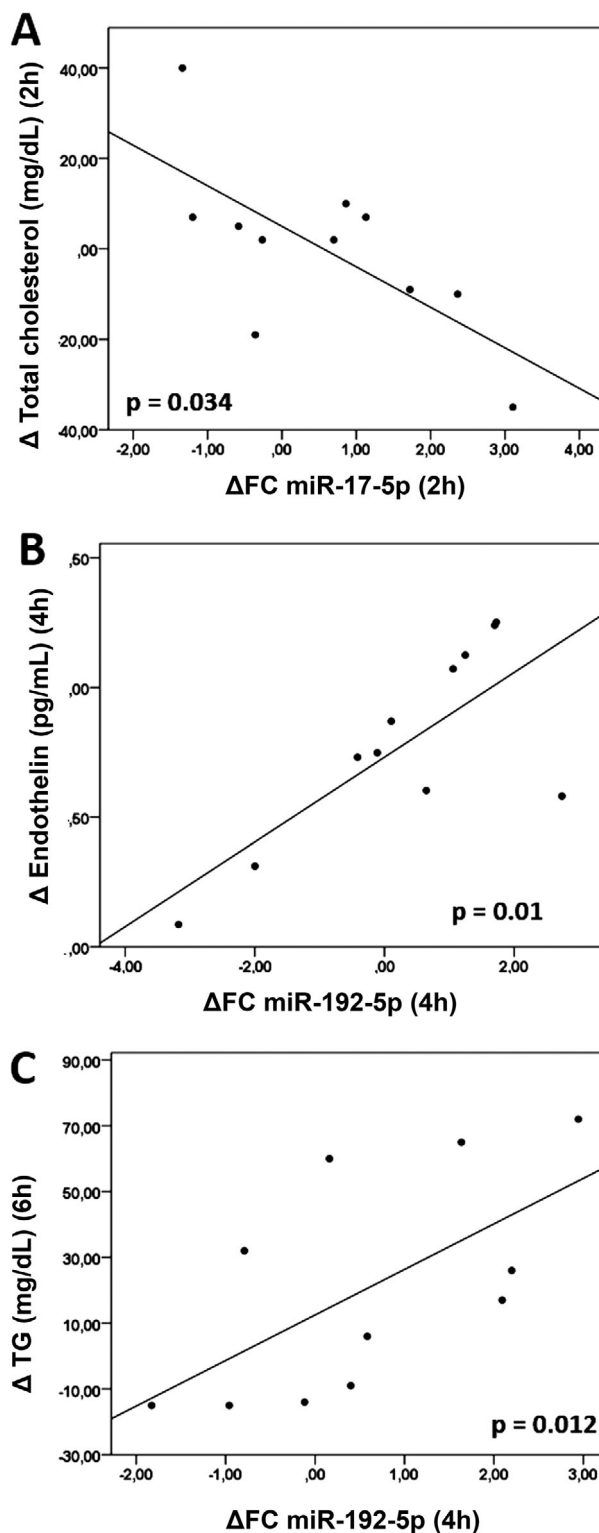 A
Δ Total cholesterol (mg/dL) (2h)
40,00
20,00
,00
-20,00
-40,00
p = 0.034
-2,00 -1,00 ,00 1,00 2,00 3,00 4,00
ΔFC miR-17-5p (2h)
B
Δ Endothelin (pg/mL) (4h)
,50
,00
,50
,00
p = 0.01
-4,00 -2,00 ,00 2,00
ΔFC miR-192-5p (4h)
C
Δ TG (mg/dL) (6h)
90,00
70,00
50,00
30,00
10,00
-10,00
-30,00
p = 0.012
-2,00 -1,00 ,00 1,00 2,00 3,00
ΔFC miR-192-5p (4h)